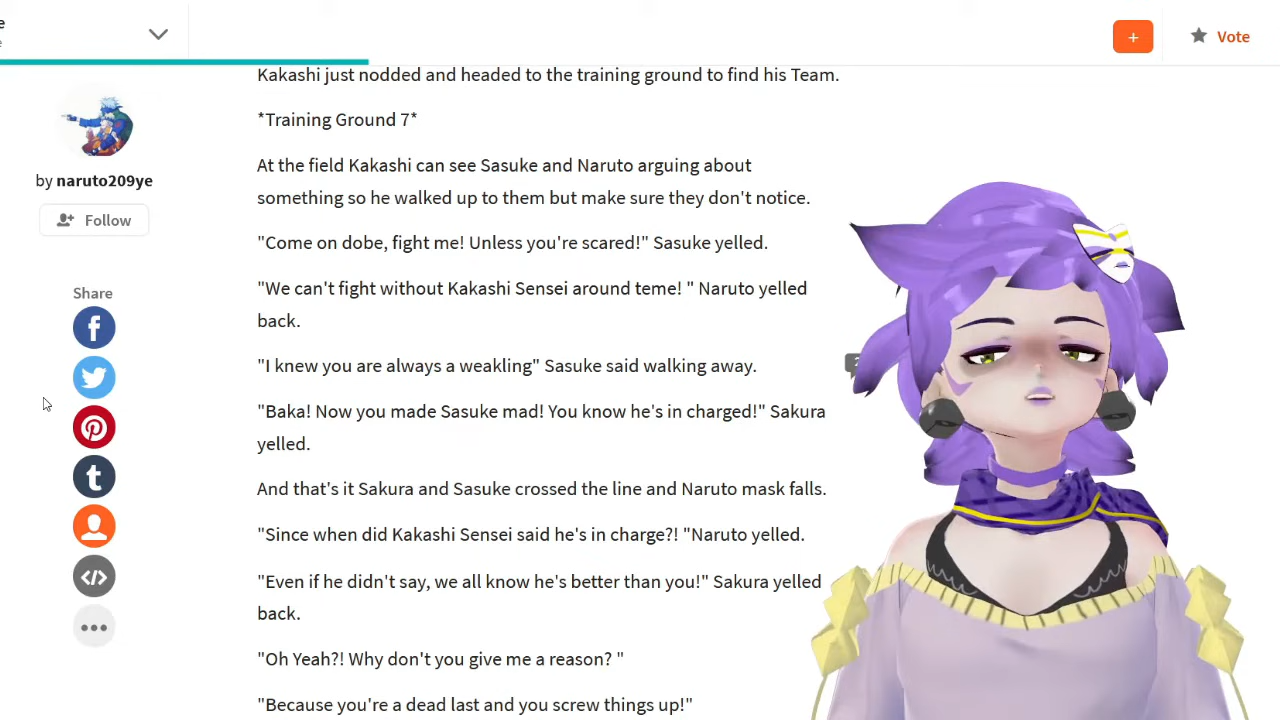 e
e
+
Vote
Kakashi just nodded and headed to the training ground to find his Team.
*Training Ground 7*
by naruto209ye
Follow
At the field Kakashi can see Sasuke and Naruto arguing about
something so he walked up to them but make sure they don't notice.
"Come on dobe, fight me! Unless you're scared!" Sasuke yelled.
Share
f
"We can't fight without Kakashi Sensei around teme! " Naruto yelled
back.
"I knew you are always a weakling" Sasuke said walking away.
"Baka! Now you made Sasuke mad! You know he's in charged!" Sakura
yelled.
t
And that's it Sakura and Sasuke crossed the line and Naruto mask falls.
"Since when did Kakashi Sensei said he's in charge?! "Naruto yelled.
</>
"Even if he didn't say, we all know he's better than you!" Sakura yelled
back.
"Oh Yeah?! Why don't you give me a reason? "
"Because you're a dead last and you screw things up!"